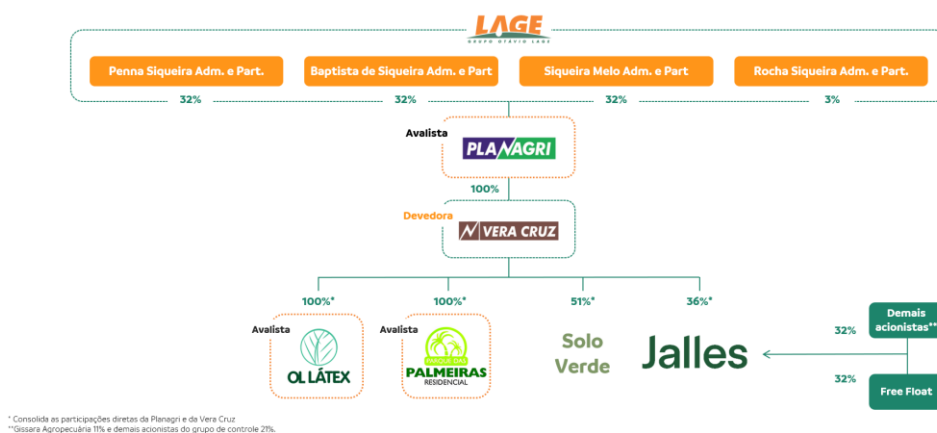 LAGE
GRUPO OTÁVIO LAGE
Penna Siqueira Adm. e Part.
Baptista de Siqueira Adm. e Part
Siqueira Melo Adm. e Part
Rocha Siqueira Adm. e Part.
32%
32%
32%
3%
Avalista
PLANAGRI
100%
Devedora
VERA CRUZ
100%*
100%*
51%*
36%*
Avalista
OL LÁTEX
Avalista
PARQUE DAS
PALMEIRAS
RESIDENCIAL
Solo
Verde
Jalles
32%
Demais
acionistas**
32%
Free Float
* Consolida as participações diretas da Planagri e da Vera Cruz
**Gissara Agropecuária 11% e demais acionistas do grupo de controle 21%.